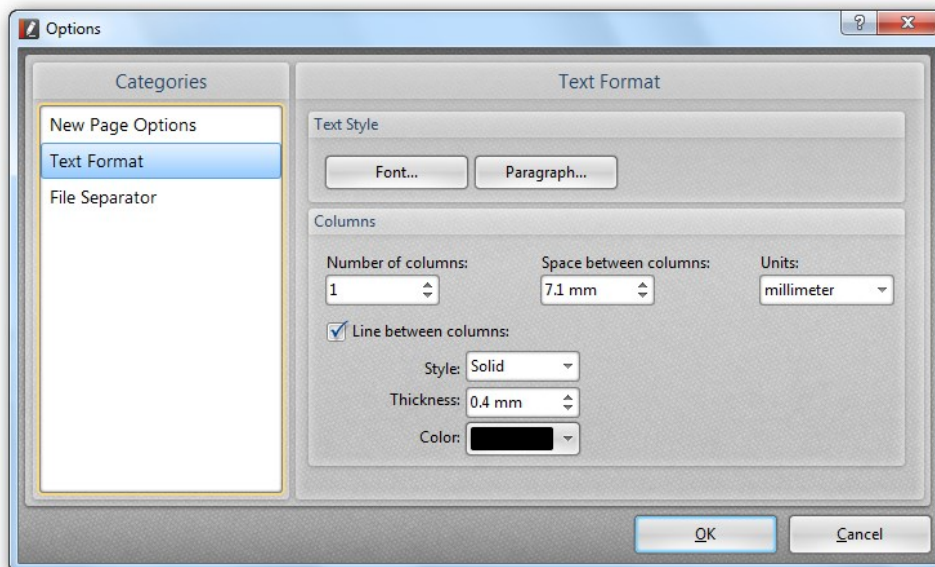 Options
Categories
New Page Options
Text Format
File Separator
Text Format
Text Style
Font...
Paragraph...
Columns
Number of columns: Space between columns: Units:
1 7.1 mm millimeter
Line between columns:
Style: Solid
Thickness: 0.4 mm
Color:
OK Cancel